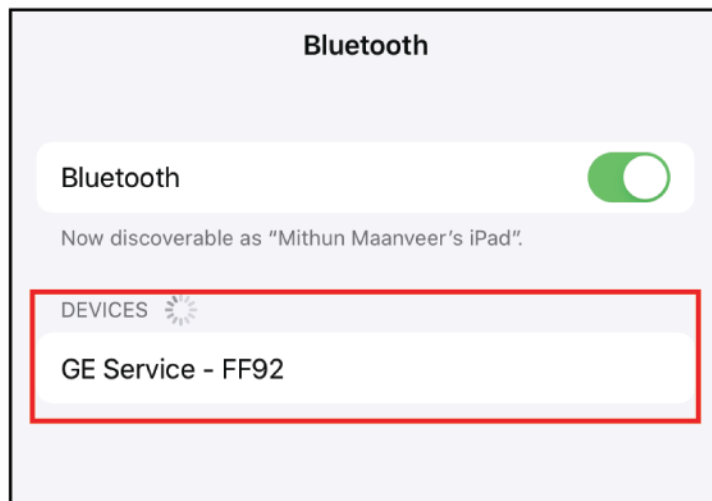 Bluetooth
Bluetooth
Now discoverable as “Mithun Maanveer’s iPad”.
DEVICES
GE Service - FF92